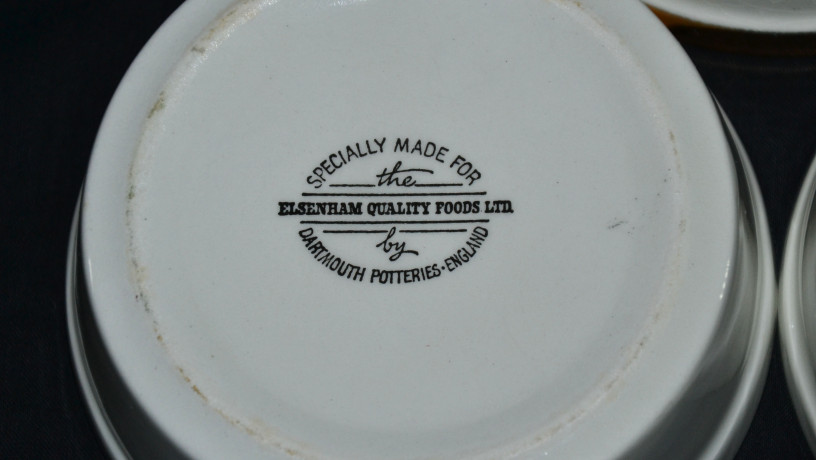 SPECIALLY MADE FOR
the
ELSENHAM QUALITY FOODS LTD.
by
DARTMOUTH POTTERIES·ENGLAND